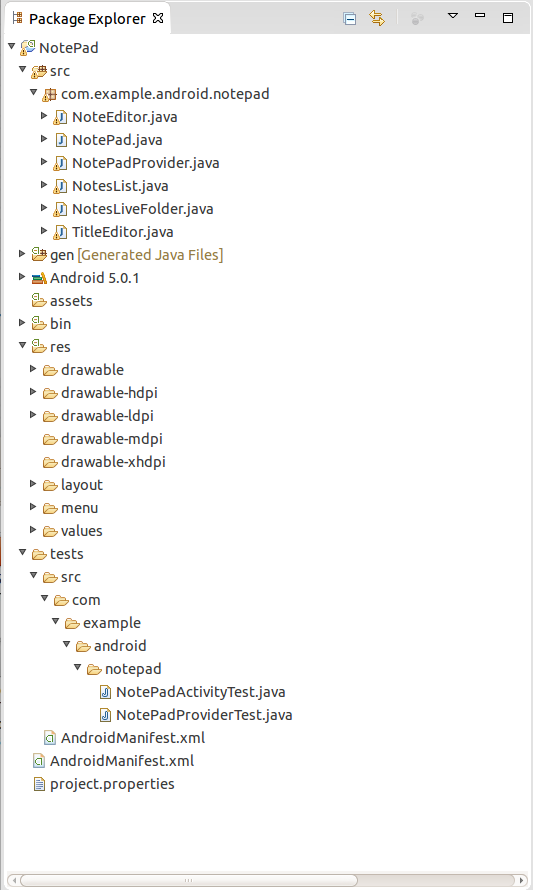 Package Explorer
NotePad
src
com.example.android.notepad
NoteEditor.java
NotePad.java
NotePadProvider.java
NotesList.java
NotesLiveFolder.java
TitleEditor.java
gen [Generated Java Files]
Android 5.0.1
assets
bin
res
drawable
drawable-hdpi
drawable-ldpi
drawable-mdpi
drawable-xhdpi
layout
menu
values
tests
src
com
example
android
notepad
NotePadActivityTest.java
NotePadProviderTest.java
AndroidManifest.xml
AndroidManifest.xml
project.properties